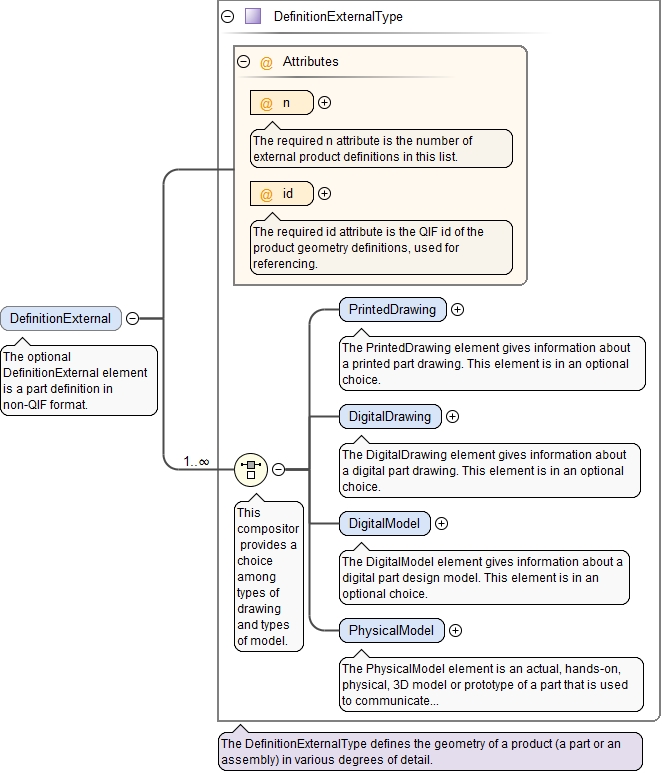 DefinitionExternalType
@ Attributes
@ n
The required n attribute is the number of
external product definitions in this list.
@ id
The required id attribute is the QIF id of the
product geometry definitions, used for
referencing.
DefinitionExternal
The optional
DefinitionExternal element
is a part definition in
non-QIF format.
1..∞
This
compositor
provides a
choice
among
types of
drawing
and types
of model.
PrintedDrawing
The PrintedDrawing element gives information about
a printed part drawing. This element is in an optional
choice.
DigitalDrawing
The DigitalDrawing element gives information about
a digital part drawing. This element is in an optional
choice.
DigitalModel
The DigitalModel element gives information about a
digital part design model. This element is in an
optional choice.
PhysicalModel
The PhysicalModel element is an actual, hands-on,
physical, 3D model or prototype of a part that is used
to communicate...
The DefinitionExternalType defines the geometry of a product (a part or an
assembly) in various degrees of detail.